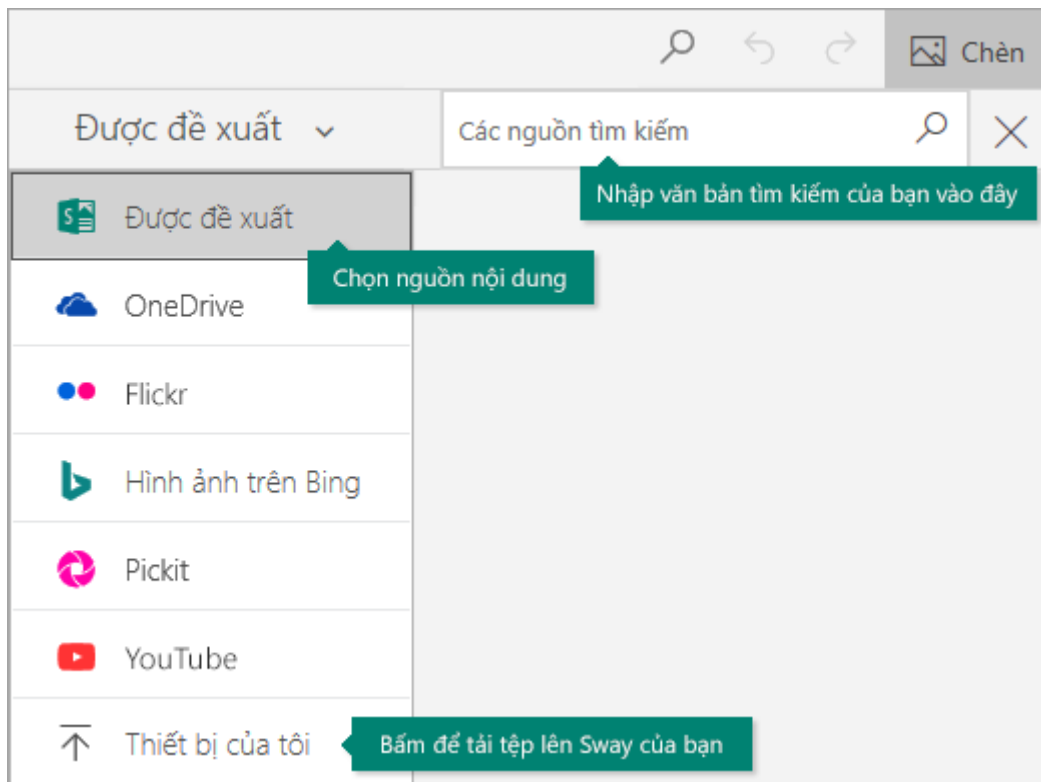 Chèn
Được đề xuất
Các nguồn tìm kiếm
Nhập văn bản tìm kiếm của bạn vào đây
Được đề xuất
Chọn nguồn nội dung
OneDrive
Flickr
Hình ảnh trên Bing
Pickit
YouTube
Thiết bị của tôi
Bấm để tải tệp lên Sway của bạn